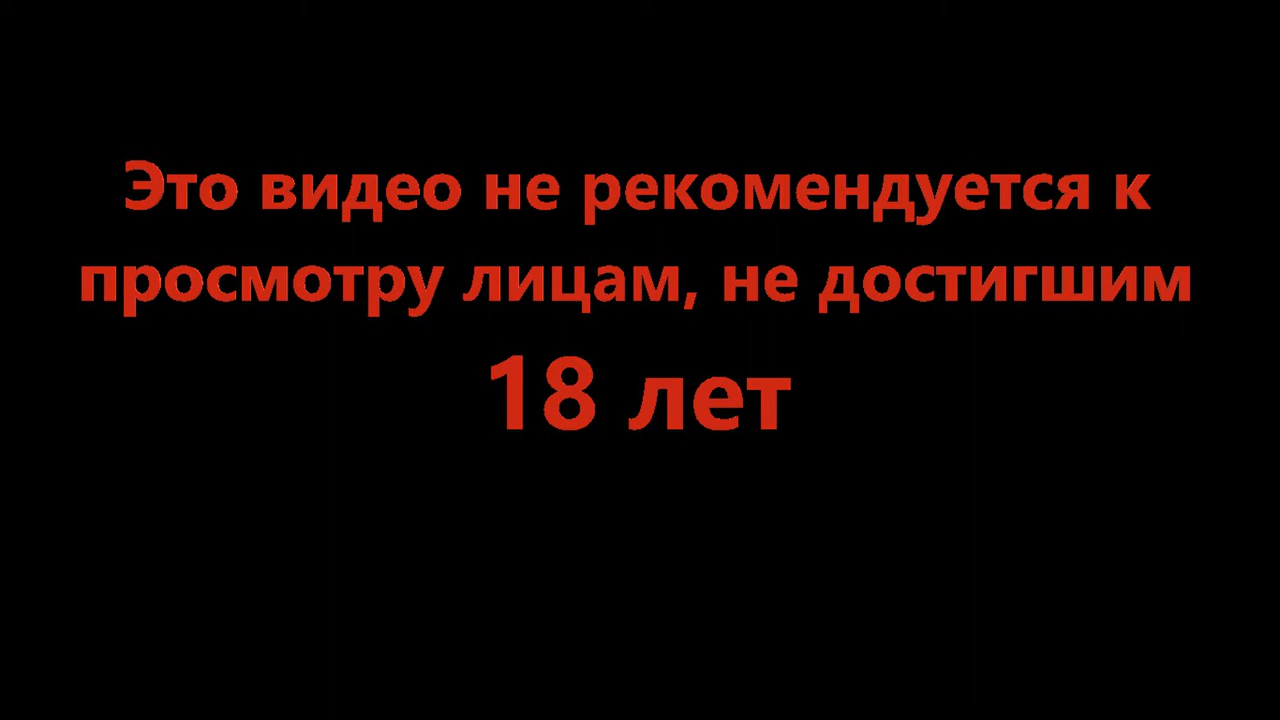 Это видео не рекомендуется к
просмотру лицам, не достигшим
18 лет